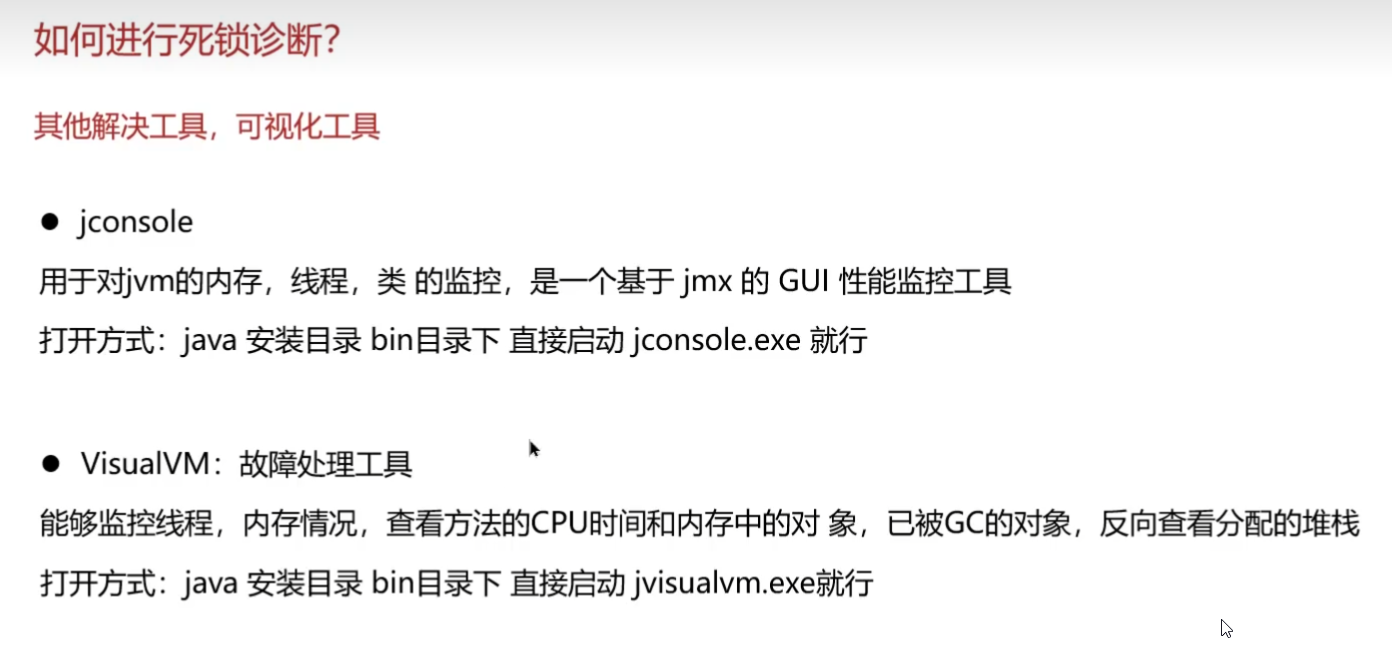 如何进行死锁诊断？
其他解决工具，可视化工具
● jconsole
用于对jvm的内存，线程，类 的监控，是一个基于 jmx 的 GUI 性能监控工具
打开方式：java 安装目录 bin目录下 直接启动 jconsole.exe 就行
● VisualVM：故障处理工具
能够监控线程，内存情况，查看方法的CPU时间和内存中的对 象，已被GC的对象，反向查看分配的堆栈
打开方式：java 安装目录 bin目录下 直接启动 jvisualvm.exe就行